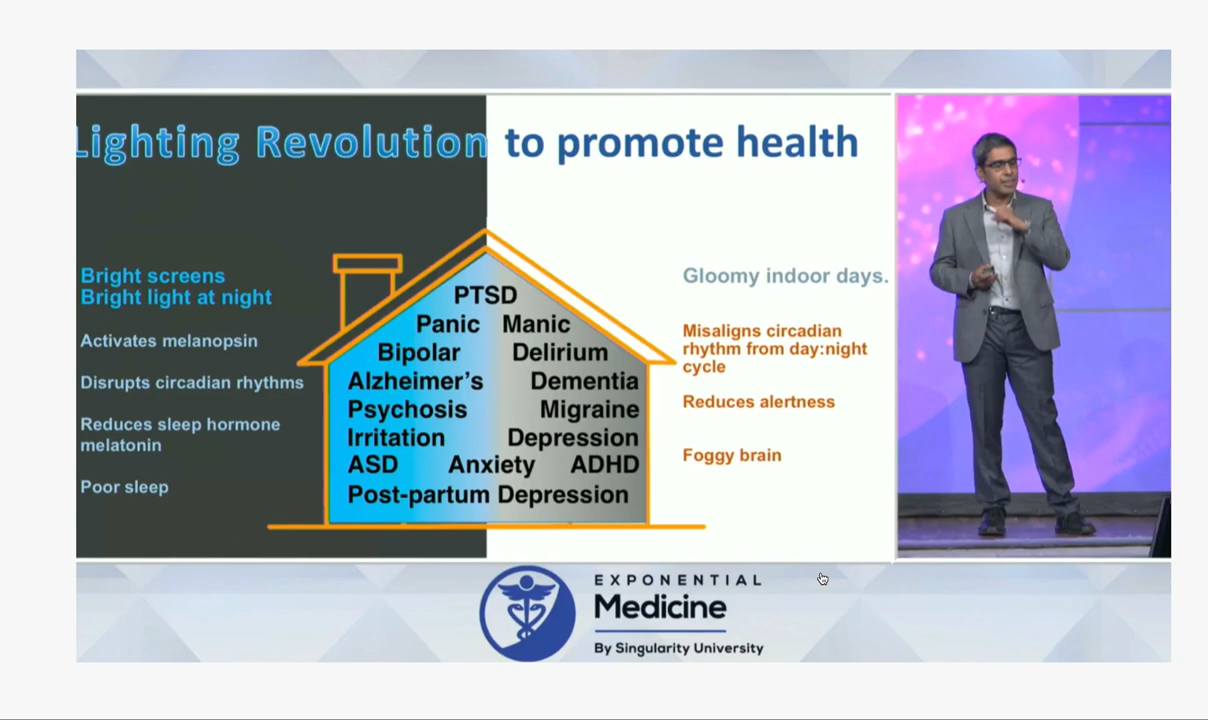 Lighting Revolution to promote health
Bright screens
Bright light at night
Activates melanopsin
Disrupts circadian rhythms
Reduces sleep hormone
melatonin
Poor sleep
PTSD
Panic Manic
Bipolar Delirium
Alzheimer's Dementia
Psychosis Migraine
Irritation Depression
ASD Anxiety ADHD
Post-partum Depression
Gloomy indoor days.
Misaligns circadian
rhythm from day:night
cycle
Reduces alertness
Foggy brain
EXPONENTIAL
Medicine
By Singularity University